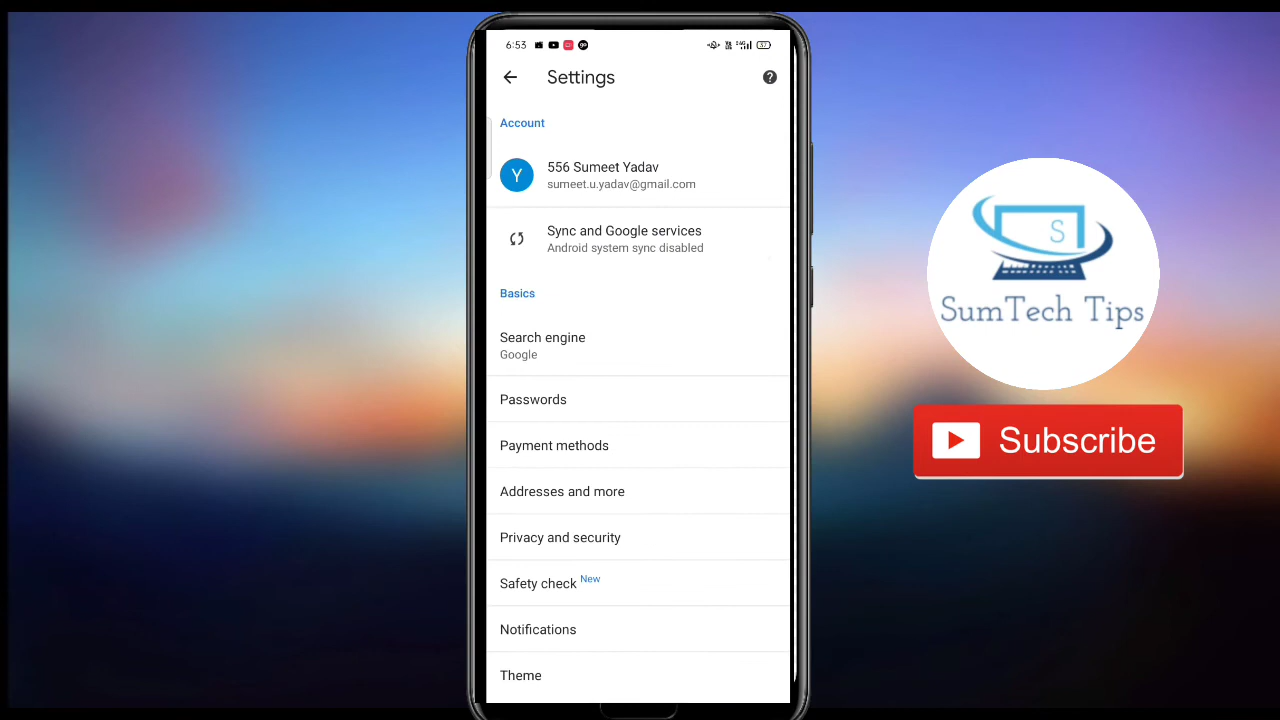 6:53
Settings
Account
Y
556 Sumeet Yadav
sumeet.u.yadav@gmail.com
Sync and Google services
Android system sync disabled
Basics
Search engine
Google
Passwords
Payment methods
Addresses and more
Privacy and security
Safety check New
Notifications
Theme
S
SumTech Tips
Subscribe